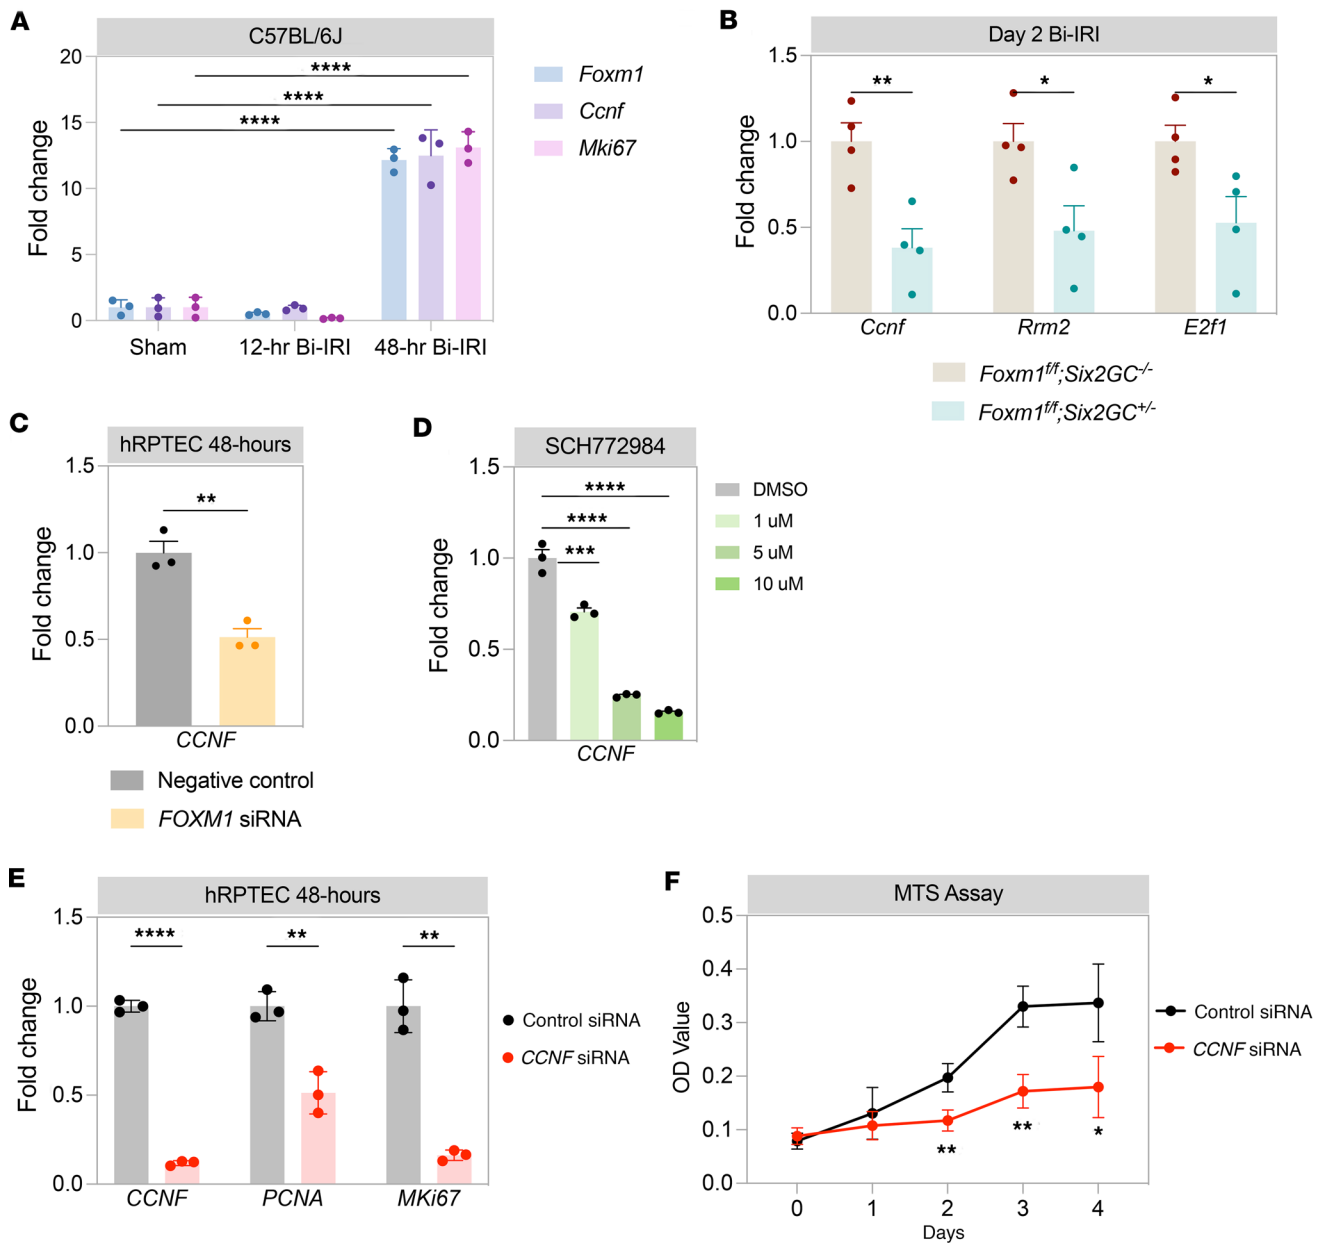 A
C57BL/6J
Fold change
20
15
10
5
0
****
****
****
Sham
12-hr Bi-IRI
48-hr Bi-IRI
Foxm1
Ccnf
Mki67
B
Day 2 Bi-IRI
Fold change
1.5
1.0
0.5
0.0
**
*
*
Ccnf
Rrm2
E2f1
Foxm1f/f;Six2GC-/-
Foxm1f/f;Six2GC+/-
C
hRPTEC 48-hours
Fold change
1.5
1.0
0.5
0.0
**
CCNF
Negative control
FOXM1 siRNA
D
SCH772984
Fold change
1.5
1.0
0.5
0.0
****
****
***
CCNF
DMSO
1 uM
5 uM
10 uM
E
hRPTEC 48-hours
Fold change
1.5
1.0
0.5
0.0
****
**
**
CCNF
PCNA
MKi67
Control siRNA
CCNF siRNA
F
MTS Assay
OD Value
0.5
0.4
0.3
0.2
0.1
0.0
**
**
*
0
1
2
3
4
Days
Control siRNA
CCNF siRNA